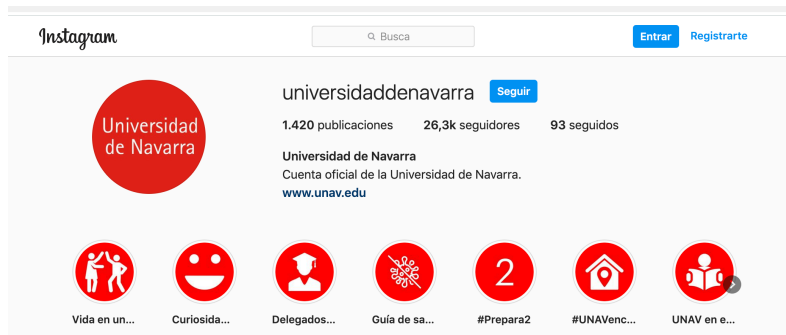 Instagram
Busca
Entrar Registrarte
Universidad
de Navarra
universidaddenavarra Seguir
1.420 publicaciones 26,3k seguidores 93 seguidos
Universidad de Navarra
Cuenta oficial de la Universidad de Navarra.
www.unav.edu
2
Vida en un... Curiosida... Delegados... Guía de sa... #Prepara2 #UNAVenc... UNAV en e...